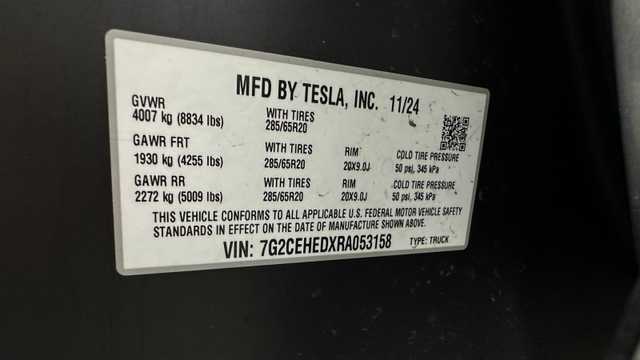 MFD BY TESLA, INC. 11/24
GVWR
4007 kg (8834 lbs)
WITH TIRES
285/65R20
GAWR FRT
1930 kg (4255 lbs)
WITH TIRES
285/65R20
RIM
20X9.0J
COLD TIRE PRESSURE
50 psi, 345 kPa
GAWR RR
2272 kg (5009 lbs)
WITH TIRES
285/65R20
RIM
20X9.0J
COLD TIRE PRESSURE
50 psi, 345 kPa
THIS VEHICLE CONFORMS TO ALL APPLICABLE U.S. FEDERAL MOTOR VEHICLE SAFETY
STANDARDS IN EFFECT ON THE DATE OF MANUFACTURE SHOWN ABOVE.
VIN: 7G2CEHEDXRA053158 TYPE: TRUCK